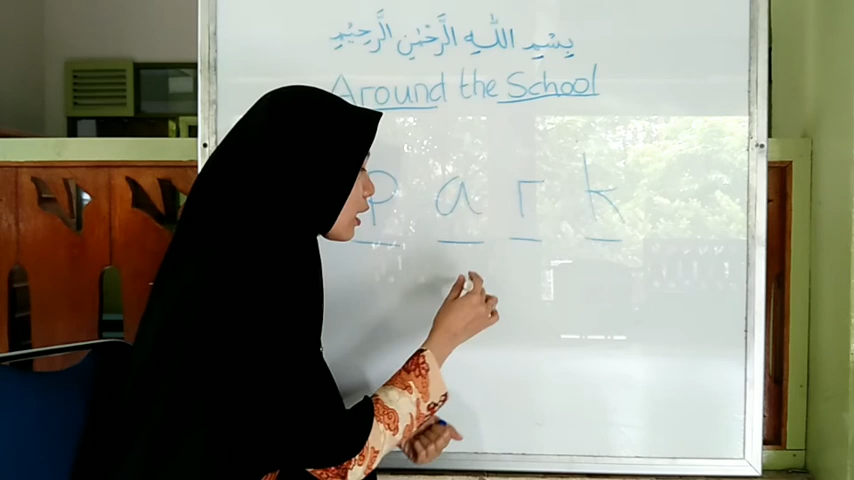 بِسْمِ اللّٰهِ الرَّحْمٰنِ الرَّحِيْمِ
Around the School
p a r k